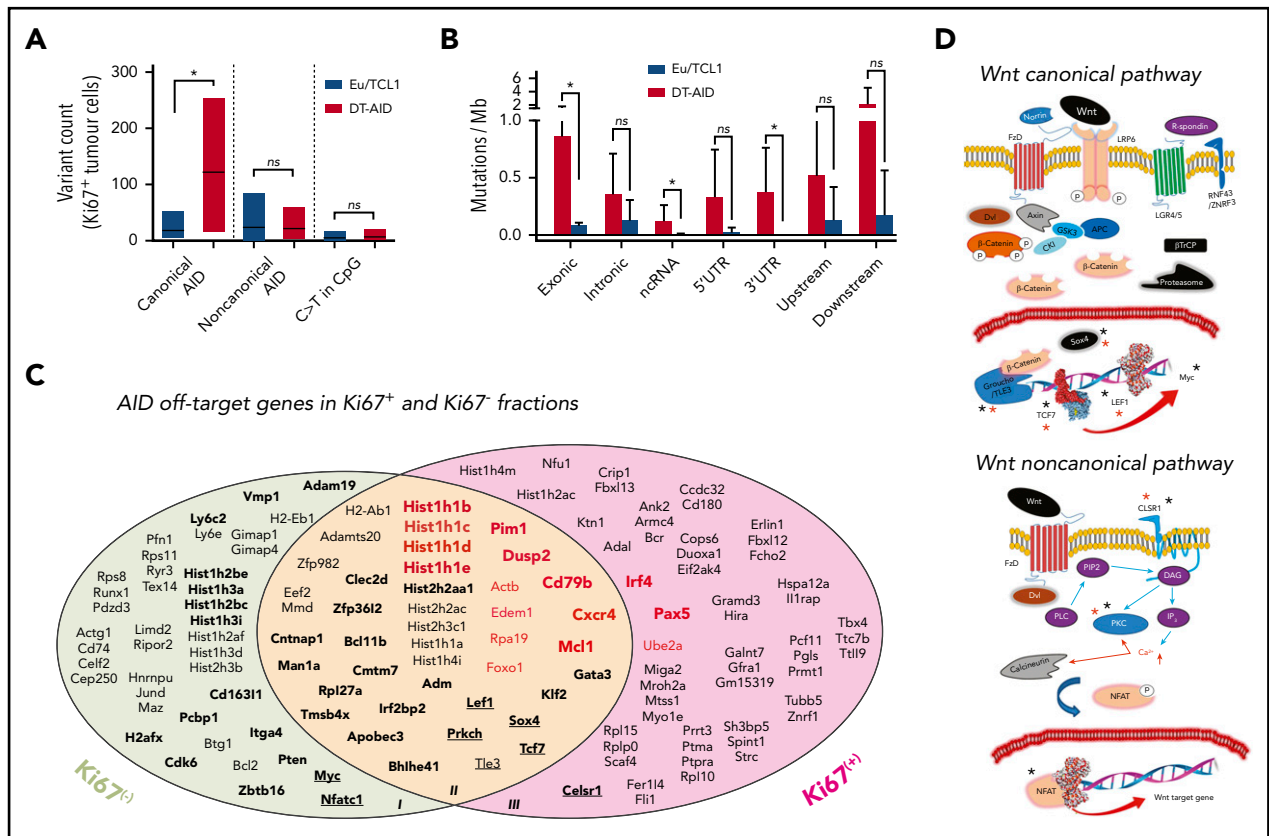 A
Variant count
(Ki67+ tumour cells)
300
200
100
0
*
ns
ns
Eu/TCL1
DT-AID
Canonical
AID
Noncanonical
AID
C>T in CpG
B
Mutations / Mb
6
4
2
1.0
0.5
0.0
*
ns
*
ns
*
ns
ns
Eu/TCL1
DT-AID
Exonic
Intronic
ncRNA
5'UTR
3'UTR
Upstream
Downstream
C
AID off-target genes in Ki67+ and Ki67- fractions
Adam19
Vmp1
Ly6c2
H2-Eb1
Ly6e
Gimap1
Gimap4
Pfn1
Rps11
Ryr3
Tex14
Rps8
Runx1
Pdzd3
Hist1h2be
Hist1h3a
Hist1h2bc
Hist1h3i
Hist1h2af
Hist1h3d
Hist2h3b
Actg1
Cd74
Celf2
Cep250
Limd2
Ripor2
Hnrnpu
Jund
Maz
Cd163l1
Pcbp1
H2afx
Itga4
Btg1
Cdk6
Bcl2
Pten
Zbtb16
Myc
Nfatc1
I
Ki67(-)
H2-Ab1
Adamts20
Zfp982
Clec2d
Eef2
Mmd
Zfp36l2
Cntnap1
Bcl11b
Man1a
Cmtm7
Rpl27a
Adm
Tmsb4x
Irf2bp2
Apobec3
Bhlhe41
Hist1h1b
Hist1h1c
Hist1h1d
Hist1h1e
Hist2h2aa1
Hist2h2ac
Hist2h3c1
Hist1h1a
Hist1h4i
Pim1
Dusp2
Actb
Cd79b
Edem1
Cxcr4
Rpa19
Mcl1
Foxo1
Gata3
Klf2
Lef1
Sox4
Prkch
Tcf7
Tle3
II
Hist1h4m
Nfu1
Crip1
Fbxl13
Hist1h2ac
Ccdc32
Cd180
Ktn1
Ank2
Armc4
Bcr
Adal
Cops6
Duoxa1
Eif2ak4
Erlin1
Fbxl12
Fcho2
Irf4
Pax5
Ube2a
Hspa12a
Il1rap
Gramd3
Hira
Tbx4
Ttc7b
Ttll9
Pcf11
Pgls
Prmt1
Galnt7
Gfra1
Gm15319
Miga2
Mroh2a
Mtss1
Myo1e
Tubb5
Znrf1
Rpl15
Rplp0
Scaf4
Prrt3
Ptma
Ptpra
Rpl10
Sh3bp5
Spint1
Strc
Celsr1
Fer1l4
Fli1
III
Ki67(+)
D
Wnt canonical pathway
Norrin
Wnt
FzD
LRP6
R-spondin
LGR4/5
RNF43
/ZNRF3
P
P
Dvl
Axin
GSK3
APC
CKI
β-Catenin
P
P
P
βTrCP
β-Catenin
β-Catenin
Proteasome
Sox4
*
*
β-Catenin
Groucho
/TLE3
* *
TCF7
*
*
LEF1
*
Myc
*
Wnt noncanonical pathway
Wnt
* *
CLSR1
FzD
PIP2
DAG
Dvl
PLC
* *
PKC
IP3
Ca2+
Calcineurin
NFAT
P
*
NFAT
Wnt target gene